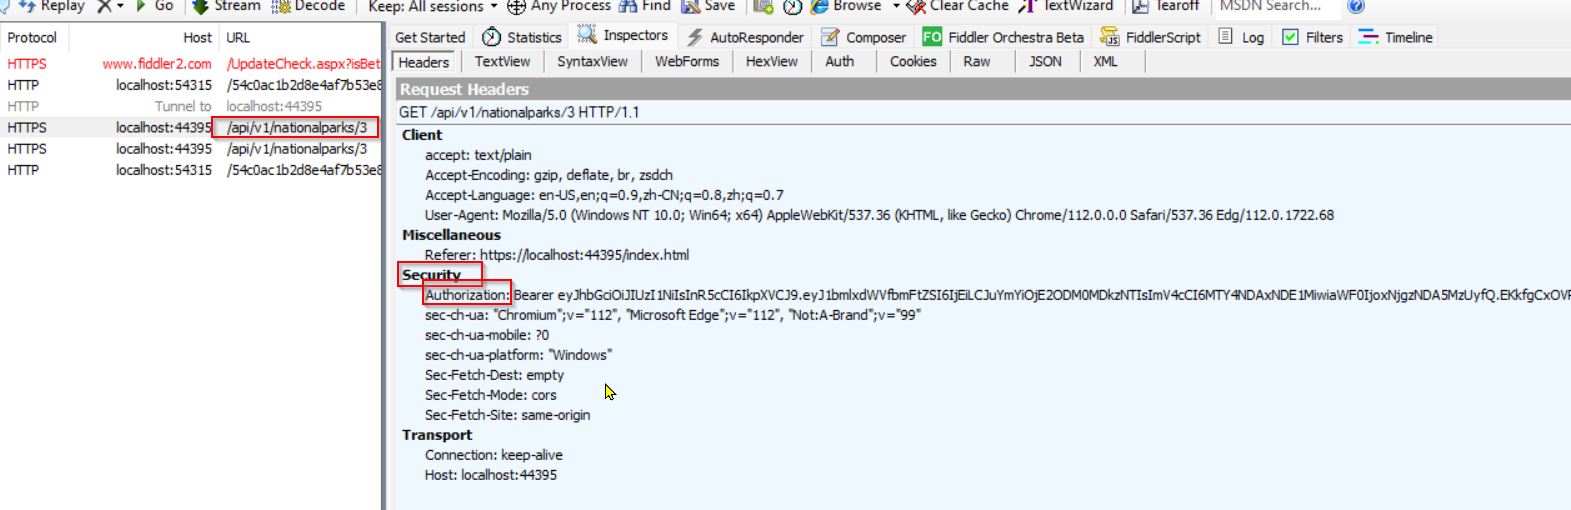 Replay Go Stream Decode Keep: All sessions Any Process Find Save Browse Clear Cache TextWizard Tearoff MSDN Search...
Protocol Host URL
HTTPS www.fiddler2.com /UpdateCheck.aspx?isBet
HTTP localhost:54315 /54c0ac1b2d8e4af7b53e8
HTTP Tunnel to localhost:44395
HTTPS localhost:44395 /api/v1/nationalparks/3
HTTPS localhost:44395 /api/v1/nationalparks/3
HTTP localhost:54315 /54c0ac1b2d8e4af7b53e8
Get Started Statistics Inspectors AutoResponder Composer FO Fiddler Orchestra Beta FiddlerScript Log Filters Timeline
Headers TextView SyntaxView WebForms HexView Auth Cookies Raw JSON XML
Request Headers
GET /api/v1/nationalparks/3 HTTP/1.1
Client
accept: text/plain
Accept-Encoding: gzip, deflate, br, zsdch
Accept-Language: en-US,en;q=0.9,zh-CN;q=0.8,zh;q=0.7
User-Agent: Mozilla/5.0 (Windows NT 10.0; Win64; x64) AppleWebKit/537.36 (KHTML, like Gecko) Chrome/112.0.0.0 Safari/537.36 Edg/112.0.1722.68
Miscellaneous
Referer: https://localhost:44395/index.html
Security
Authorization: Bearer eyJhbGciOiJIUzI1NiIsInR5cCI6IkpXVCJ9.eyJ1bmlxdWVfbmFtZSI6IjEiLCJuYmYiOjE2ODM0MDkzNTIsImV4cCI6MTY4NDAxNDE1MiwiaWF0IjoxNjgzNDA5MzUyfQ.EKkfgCxOVF
sec-ch-ua: "Chromium";v="112", "Microsoft Edge";v="112", "Not:A-Brand";v="99"
sec-ch-ua-mobile: ?0
sec-ch-ua-platform: "Windows"
Sec-Fetch-Dest: empty
Sec-Fetch-Mode: cors
Sec-Fetch-Site: same-origin
Transport
Connection: keep-alive
Host: localhost:44395